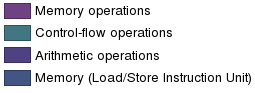 Memory operations
Control-flow operations
Arithmetic operations
Memory (Load/Store Instruction Unit)